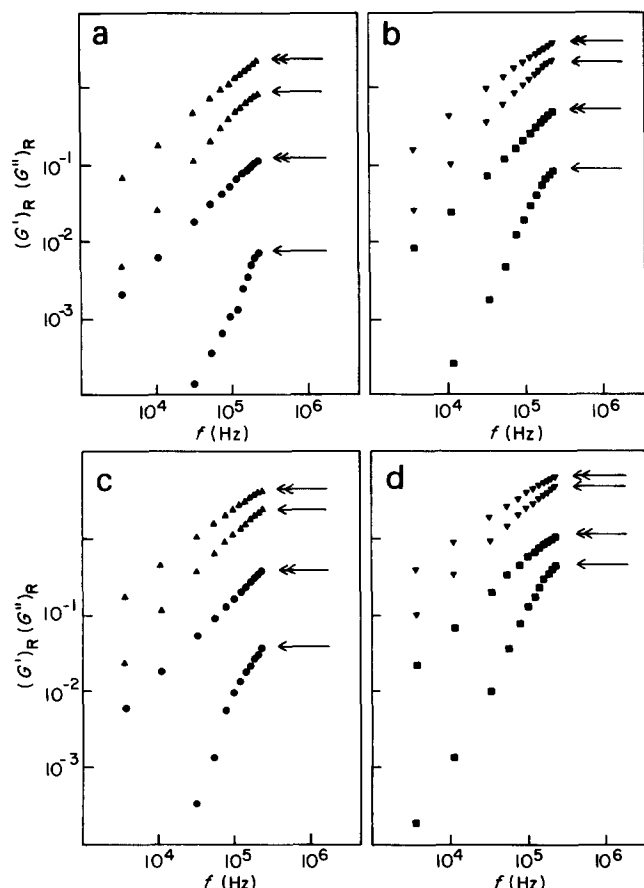 a
b
(G')R (G")R
10⁻¹
10⁻²
10⁻³
10⁴ 10⁵ 10⁶
10⁴ 10⁵ 10⁶
f (Hz)
f (Hz)
c
d
(G')R (G")R
10⁻¹
10⁻²
10⁻³
10⁴ 10⁵ 10⁶
10⁴ 10⁵ 10⁶
f (Hz)
f (Hz)